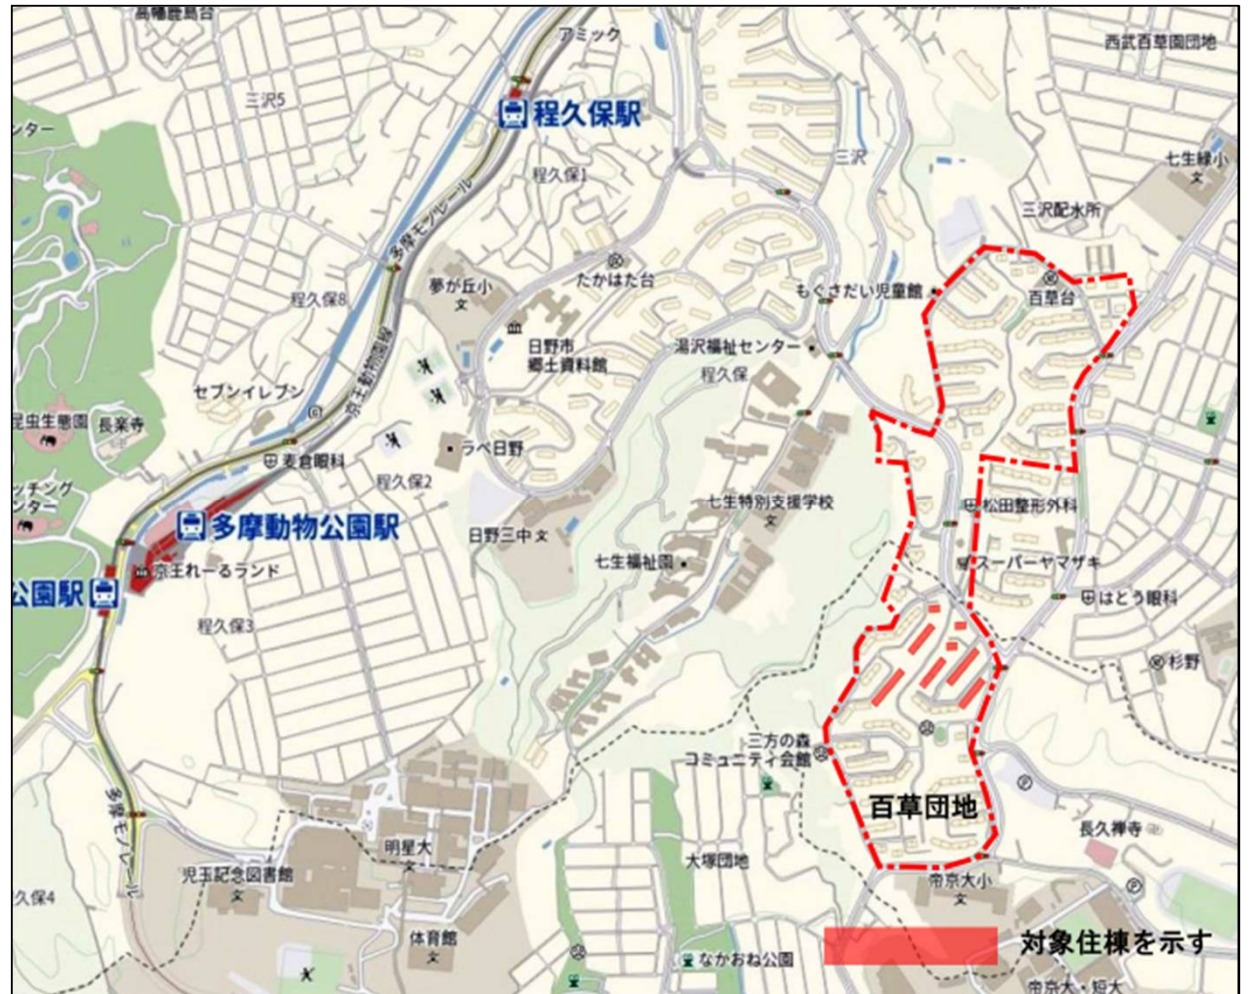 高幡鹿島台
アミック
西武百草園団地
三沢5
ンター
程久保駅
三沢
七生緑小
文
程久保1
三沢配水所
多摩モノレール
たかはた台
夢が丘小
文
もぐさだい児童館
百草台
程久保8
日野市
郷土資料館
湯沢福祉センター
程久保
京王動物園線
セブンイレブン
昆虫生態園
長楽寺
麦倉眼科
ラペ日野
程久保2
ッチング
ンター
七生特別支援学校
文
松田整形外科
多摩動物公園駅
日野三中文
京王れーるランド
七生福祉園
スーパーヤマザキ
公園駅
はとう眼科
程久保3
杉野
三方の森
コミュニティ会館
百草団地
多摩モノレール
長久禅寺
明星大
文
大塚団地
児玉記念図書館
文
帝京大小
文
久保4
体育館
文
対象住棟を示す
なかおね公園
帝京大・短大